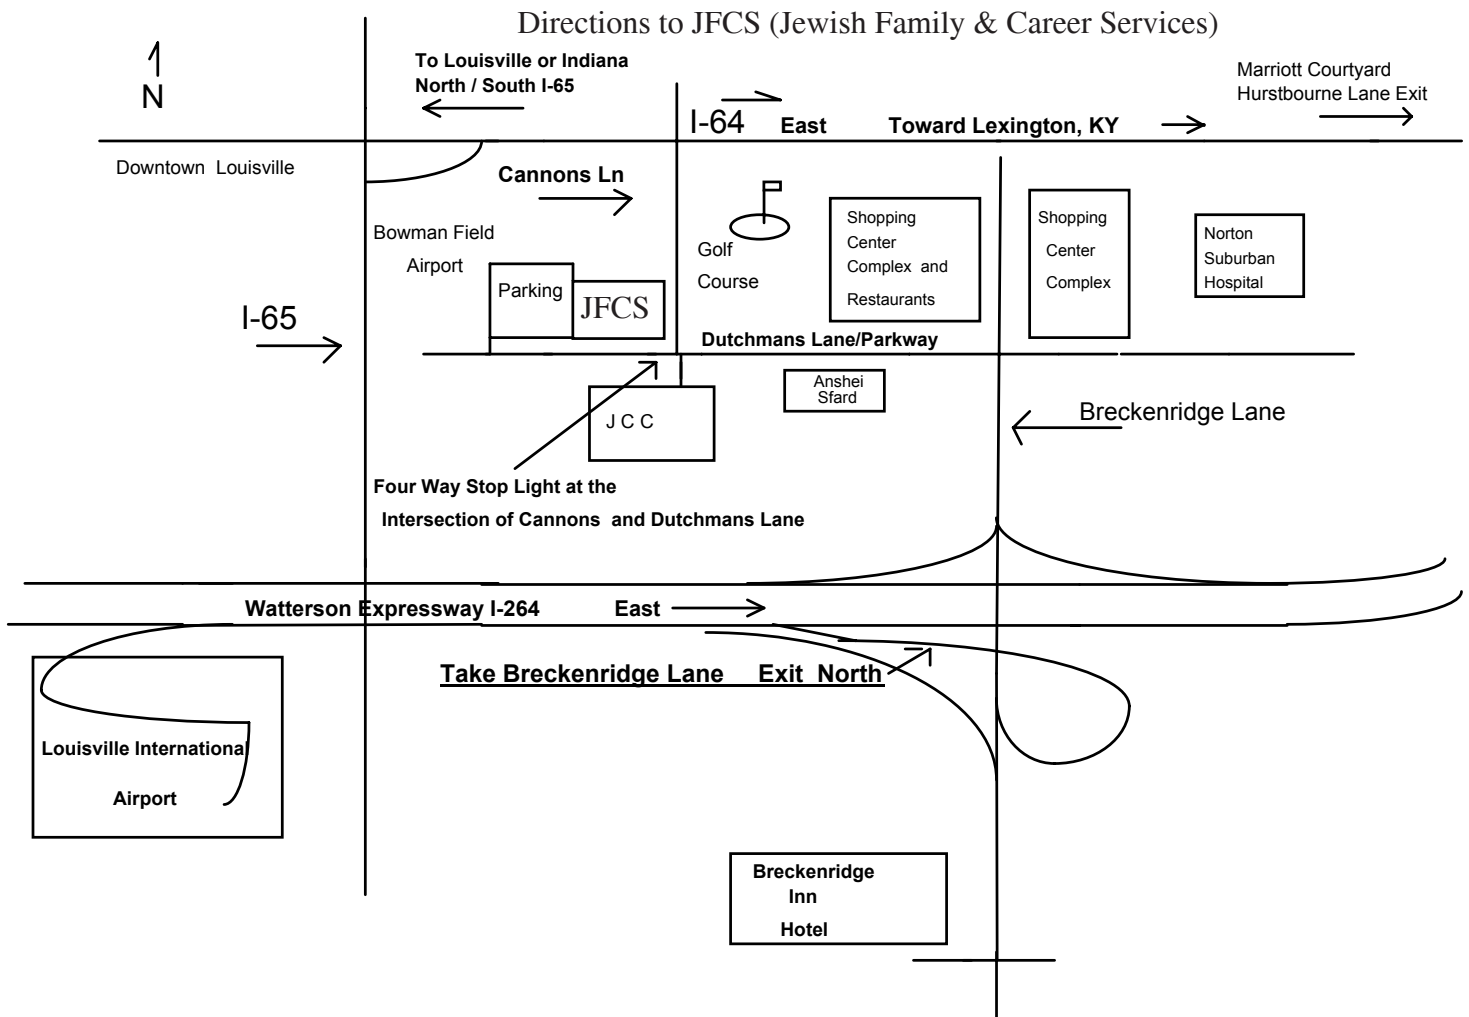 Directions to JFCS (Jewish Family & Career Services)
N
To Louisville or Indiana
North / South I-65
Marriott Courtyard
Hurstbourne Lane Exit
I-64 East Toward Lexington, KY
Downtown Louisville
Cannons Ln
Bowman Field
Airport
Golf
Course
Shopping
Center
Complex and
Restaurants
Shopping
Center
Complex
Norton
Suburban
Hospital
Parking
JFCS
I-65
Dutchmans Lane/Parkway
Anshei
Sfard
J C C
Breckenridge Lane
Four Way Stop Light at the
Intersection of Cannons and Dutchmans Lane
Watterson Expressway I-264 East
Take Breckenridge Lane Exit North
Louisville International
Airport
Breckenridge
Inn
Hotel